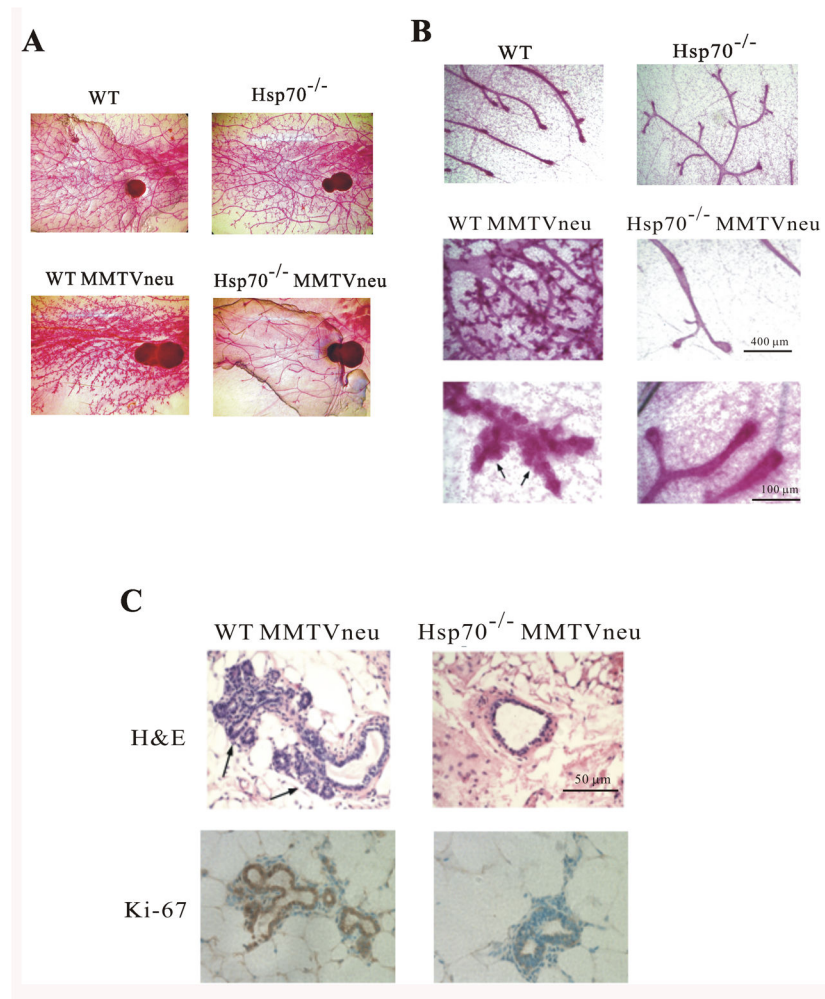 A
WT
Hsp70-/-
WT MMTVneu
Hsp70-/- MMTVneu
B
WT
Hsp70-/-
WT MMTVneu
Hsp70-/- MMTVneu
400 µm
100 µm
C
WT MMTVneu
Hsp70-/- MMTVneu
H&E
50 µm
Ki-67